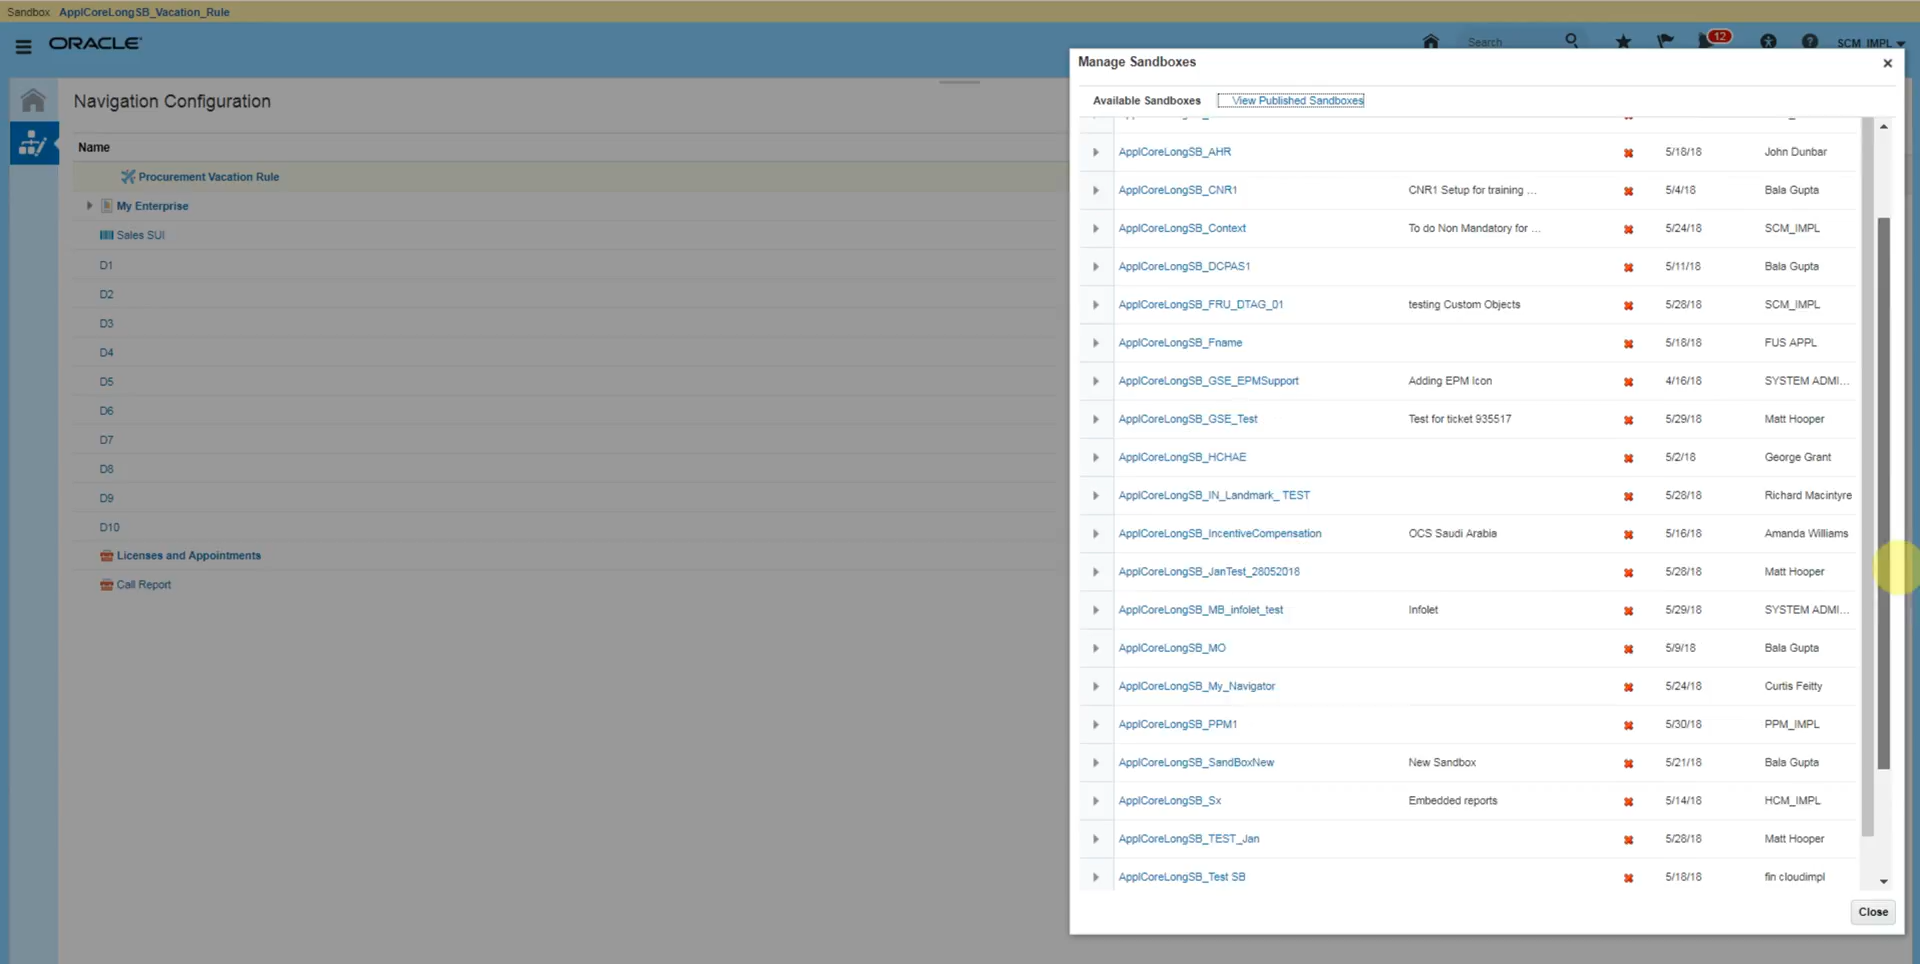 Sandbox ApplCoreLongSB_Vacation_Rule
ORACLE
Search
12
SCM_IMPL
Navigation Configuration
Name
Procurement Vacation Rule
My Enterprise
Sales SUI
D1
D2
D3
D4
D5
D6
D7
D8
D9
D10
Licenses and Appointments
Call Report
Manage Sandboxes
Available Sandboxes View Published Sandboxes
ApplCoreLongSB_AHR 5/18/18 John Dunbar
ApplCoreLongSB_CNR1 CNR1 Setup for training ... 5/4/18 Bala Gupta
ApplCoreLongSB_Context To do Non Mandatory for ... 5/24/18 SCM_IMPL
ApplCoreLongSB_DCPAS1 5/11/18 Bala Gupta
ApplCoreLongSB_FRU_DTAG_01 testing Custom Objects 5/28/18 SCM_IMPL
ApplCoreLongSB_Fname 5/18/18 FUS APPL
ApplCoreLongSB_GSE_EPMSupport Adding EPM Icon 4/16/18 SYSTEM ADMI...
ApplCoreLongSB_GSE_Test Test for ticket 935517 5/29/18 Matt Hooper
ApplCoreLongSB_HCHAE 5/2/18 George Grant
ApplCoreLongSB_IN_Landmark_ TEST 5/28/18 Richard Macintyre
ApplCoreLongSB_IncentiveCompensation OCS Saudi Arabia 5/16/18 Amanda Williams
ApplCoreLongSB_JanTest_28052018 5/28/18 Matt Hooper
ApplCoreLongSB_MB_infolet_test Infolet 5/29/18 SYSTEM ADMI...
ApplCoreLongSB_MO 5/9/18 Bala Gupta
ApplCoreLongSB_My_Navigator 5/24/18 Curtis Feitty
ApplCoreLongSB_PPM1 5/30/18 PPM_IMPL
ApplCoreLongSB_SandBoxNew New Sandbox 5/21/18 Bala Gupta
ApplCoreLongSB_Sx Embedded reports 5/14/18 HCM_IMPL
ApplCoreLongSB_TEST_Jan 5/28/18 Matt Hooper
ApplCoreLongSB_Test SB 5/18/18 fin cloudimpl
Close